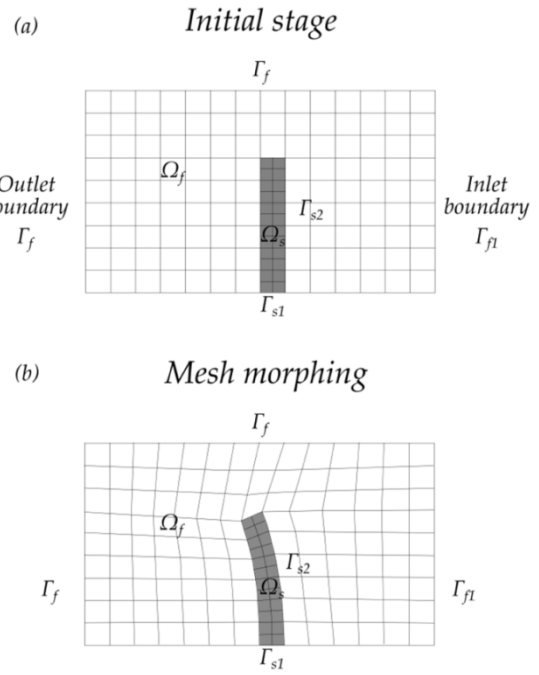 (a)
Initial stage
Γf
Ωf
Outlet
oundary
Γf
Γs2
Ωs
Inlet
boundary
Γf1
Γs1
(b)
Mesh morphing
Γf
Ωf
Γs2
Ωs
Γf
Γf1
Γs1